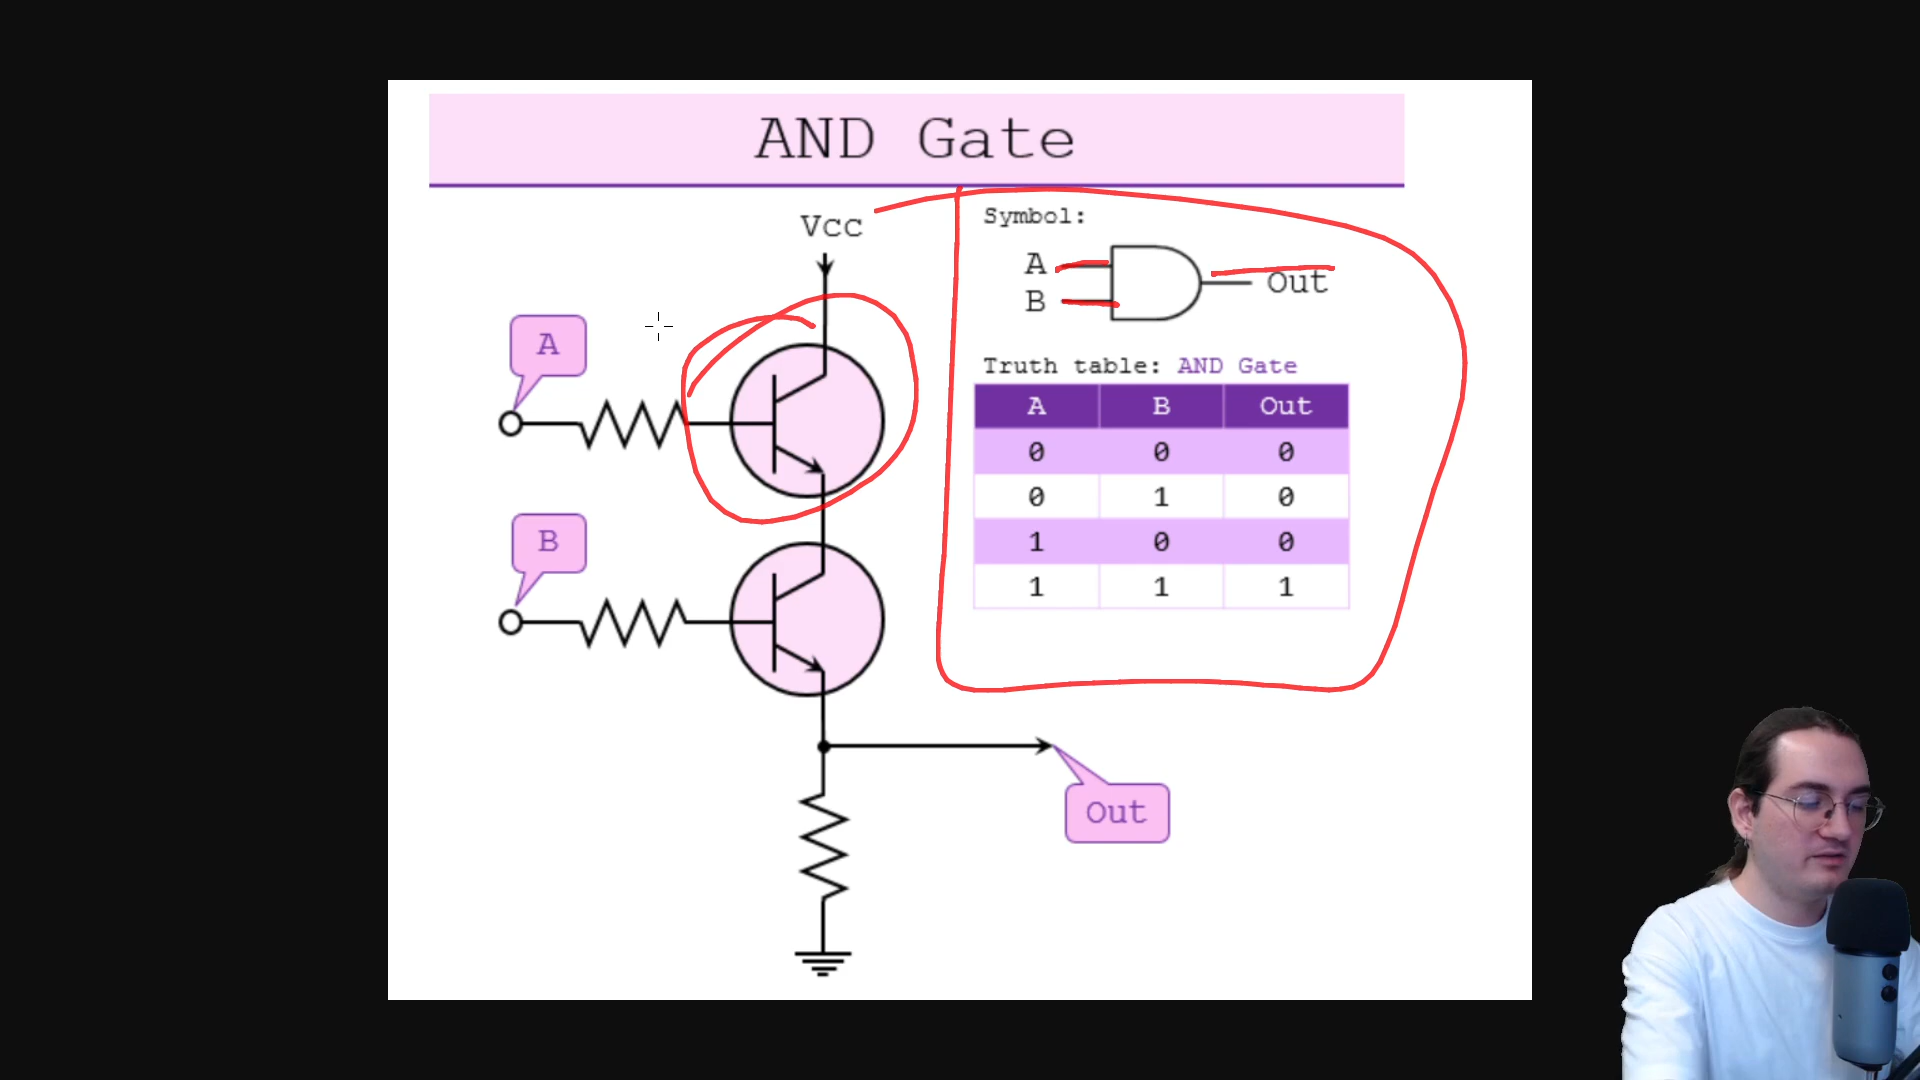 AND Gate
Vcc
A
B
Out
Symbol:
A
B
Out
Truth table: AND Gate
A B Out
0 0 0
0 1 0
1 0 0
1 1 1